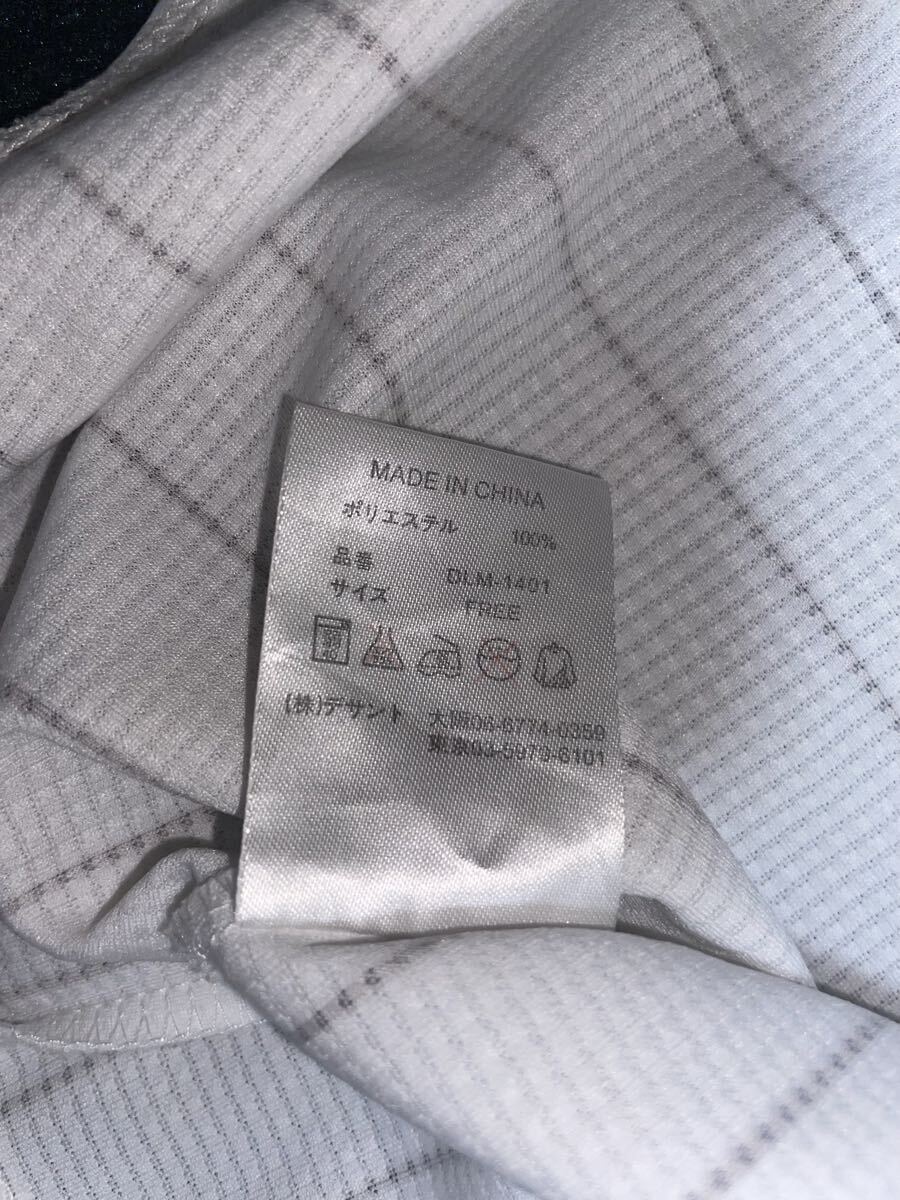 MADE IN CHINA
ポリエステル 100%
品番 DLM-1401
サイズ FREE
(株)デサント 大阪06-6774-0359
東京03-5979-6101